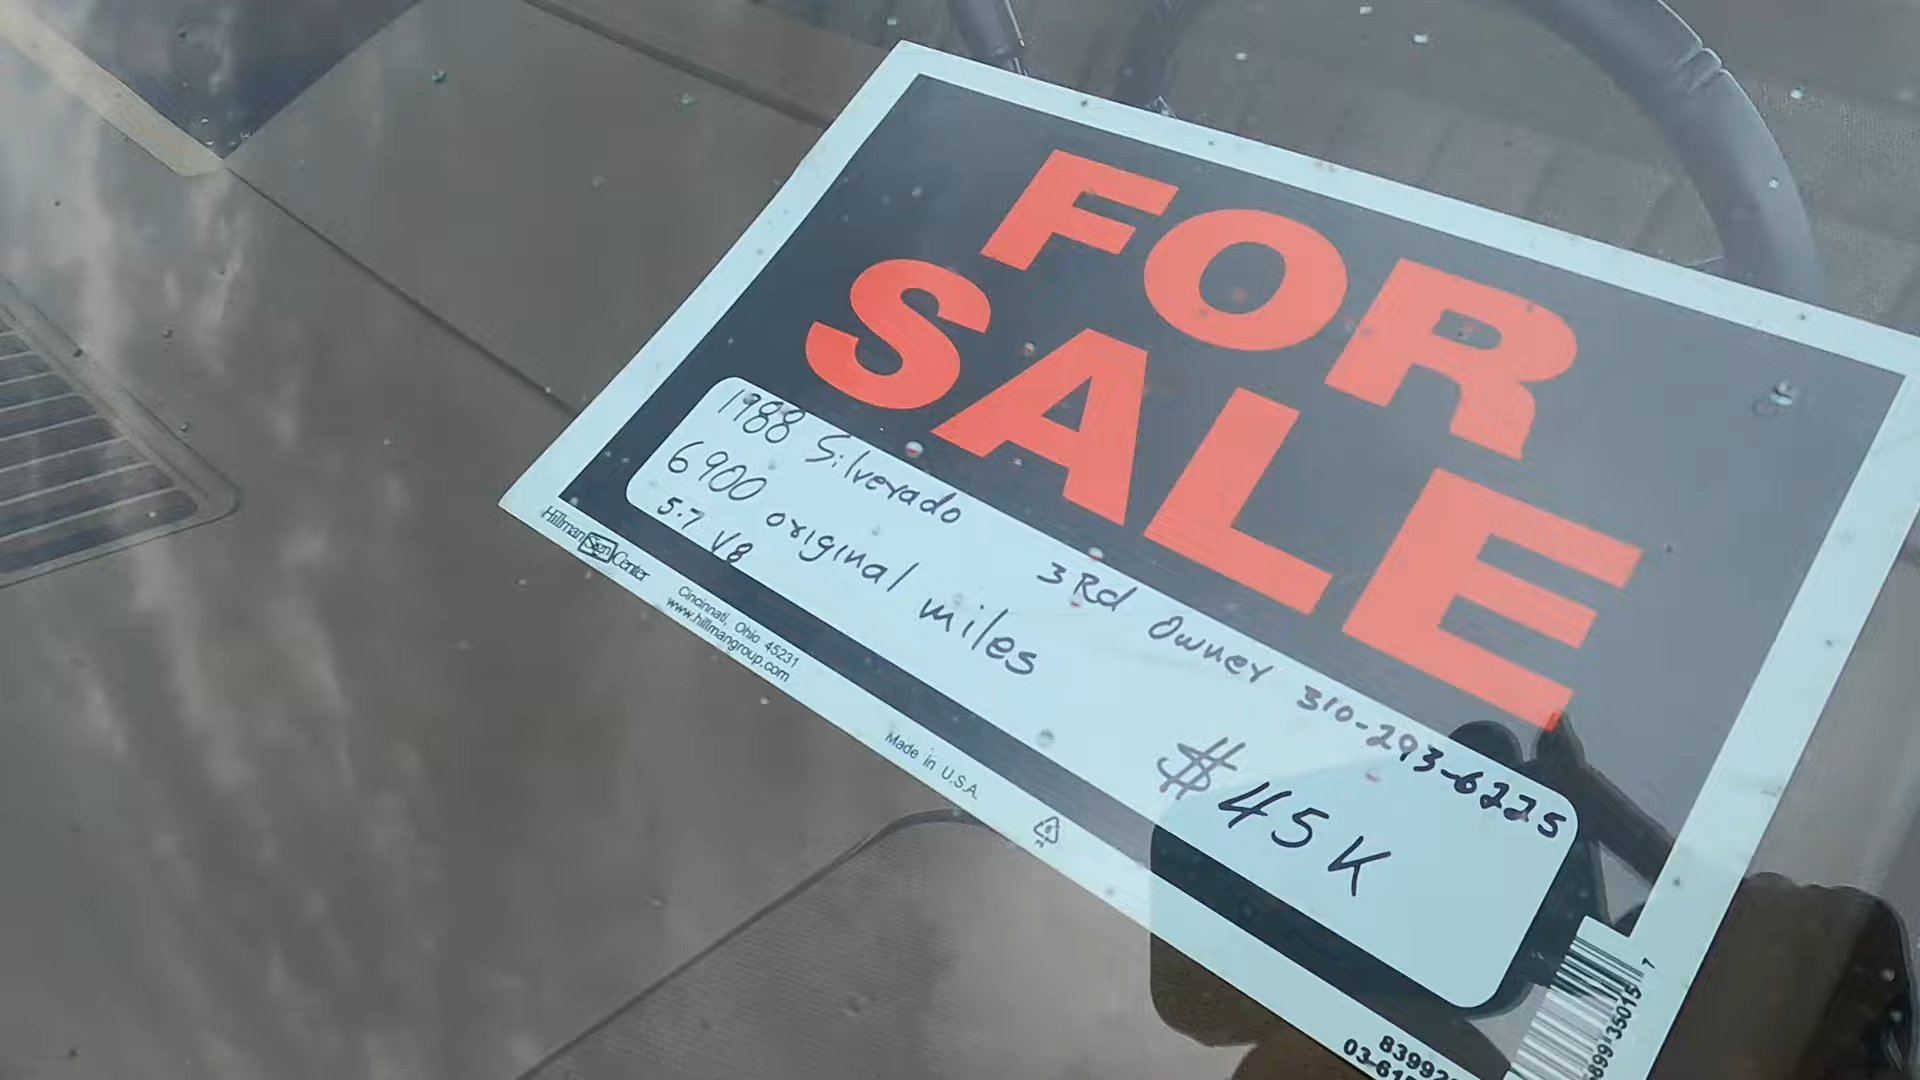 FOR
SALE
1988 Silverado 3Rd Owner 310-293-6225
6900 original miles $45K
5.7 V8
Hillman Sign Center
Cincinnati, Ohio 45231
www.hillmangroup.com
Made in U.S.A.